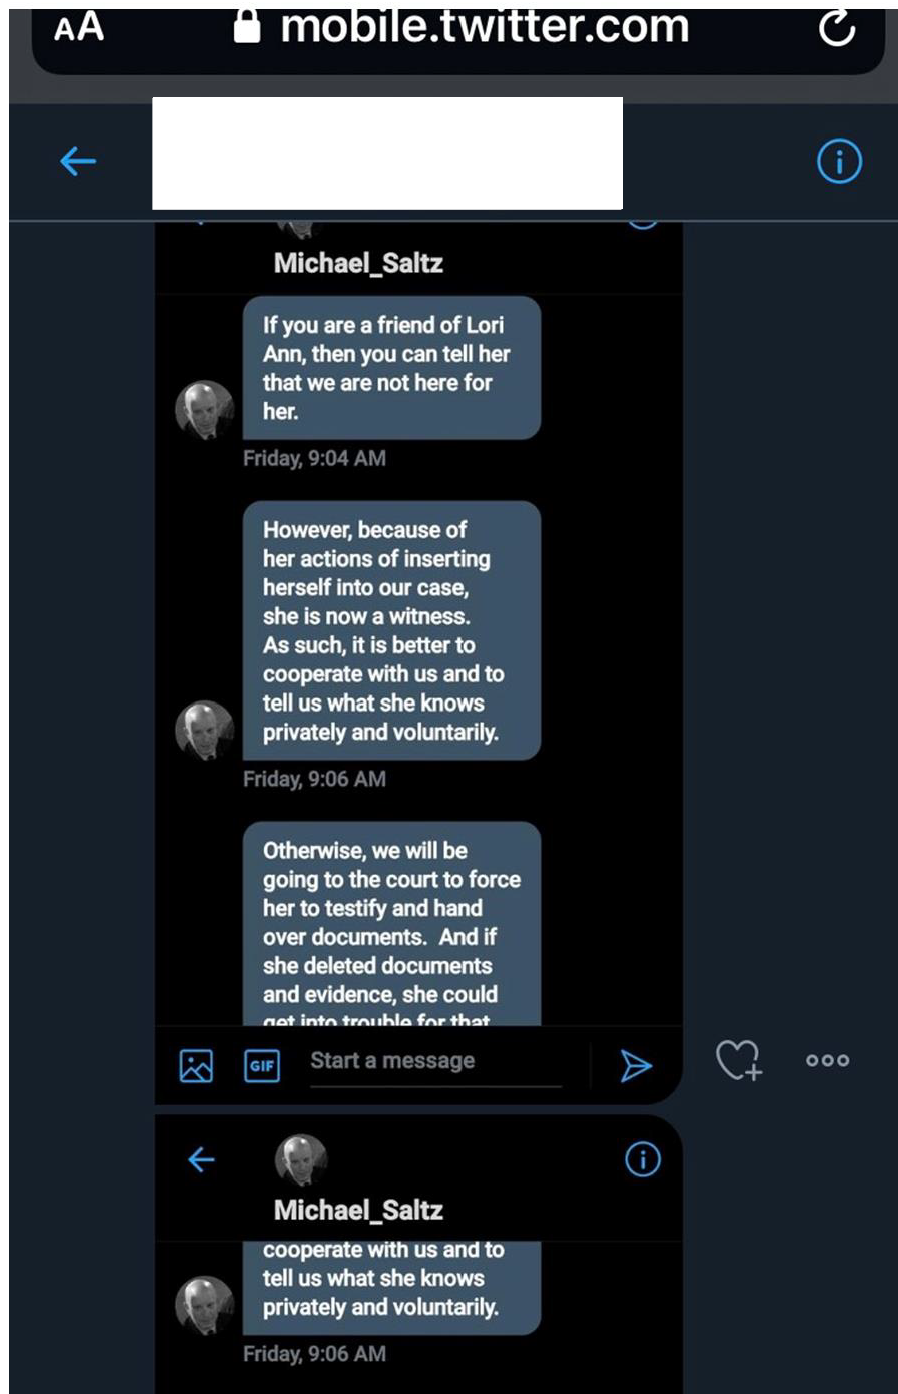 AA mobile.twitter.com
Michael_Saltz
If you are a friend of Lori
Ann, then you can tell her
that we are not here for
her.
Friday, 9:04 AM
However, because of
her actions of inserting
herself into our case,
she is now a witness.
As such, it is better to
cooperate with us and to
tell us what she knows
privately and voluntarily.
Friday, 9:06 AM
Otherwise, we will be
going to the court to force
her to testify and hand
over documents.  And if
she deleted documents
and evidence, she could
get into trouble for that
GIF Start a message
Michael_Saltz
cooperate with us and to
tell us what she knows
privately and voluntarily.
Friday, 9:06 AM